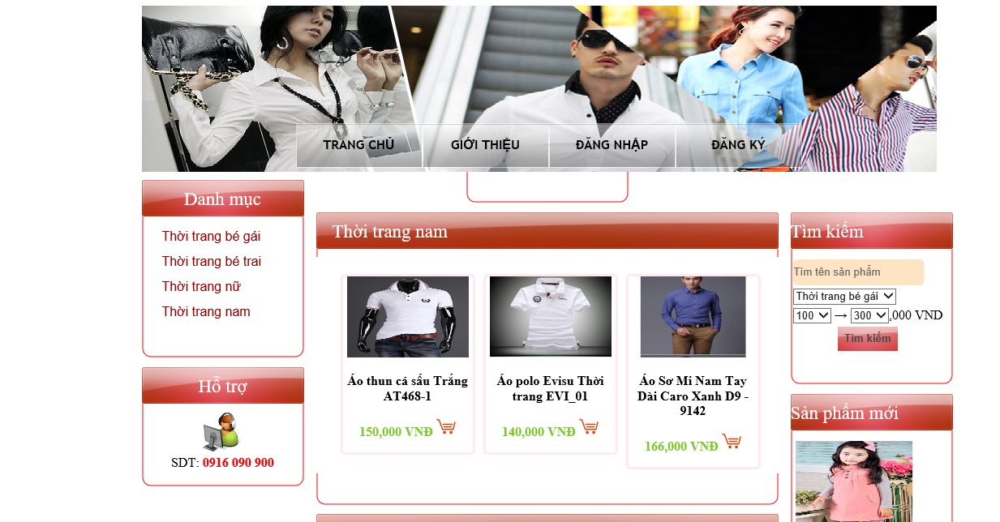 TRANG CHỦ
GIỚI THIỆU
ĐĂNG NHẬP
ĐĂNG KÝ
Danh mục
Thời trang bé gái
Thời trang bé trai
Thời trang nữ
Thời trang nam
Hỗ trợ
SDT: 0916 090 900
Thời trang nam
Áo thun cá sấu Trắng
AT468-1
150,000 VNĐ
Áo polo Evisu Thời
trang EVI_01
140,000 VNĐ
Áo Sơ Mi Nam Tay
Dài Caro Xanh D9 -
9142
166,000 VNĐ
Tìm kiếm
Tìm tên sản phẩm
Thời trang bé gái
100 → 300 ,000 VND
Tìm kiếm
Sản phẩm mới